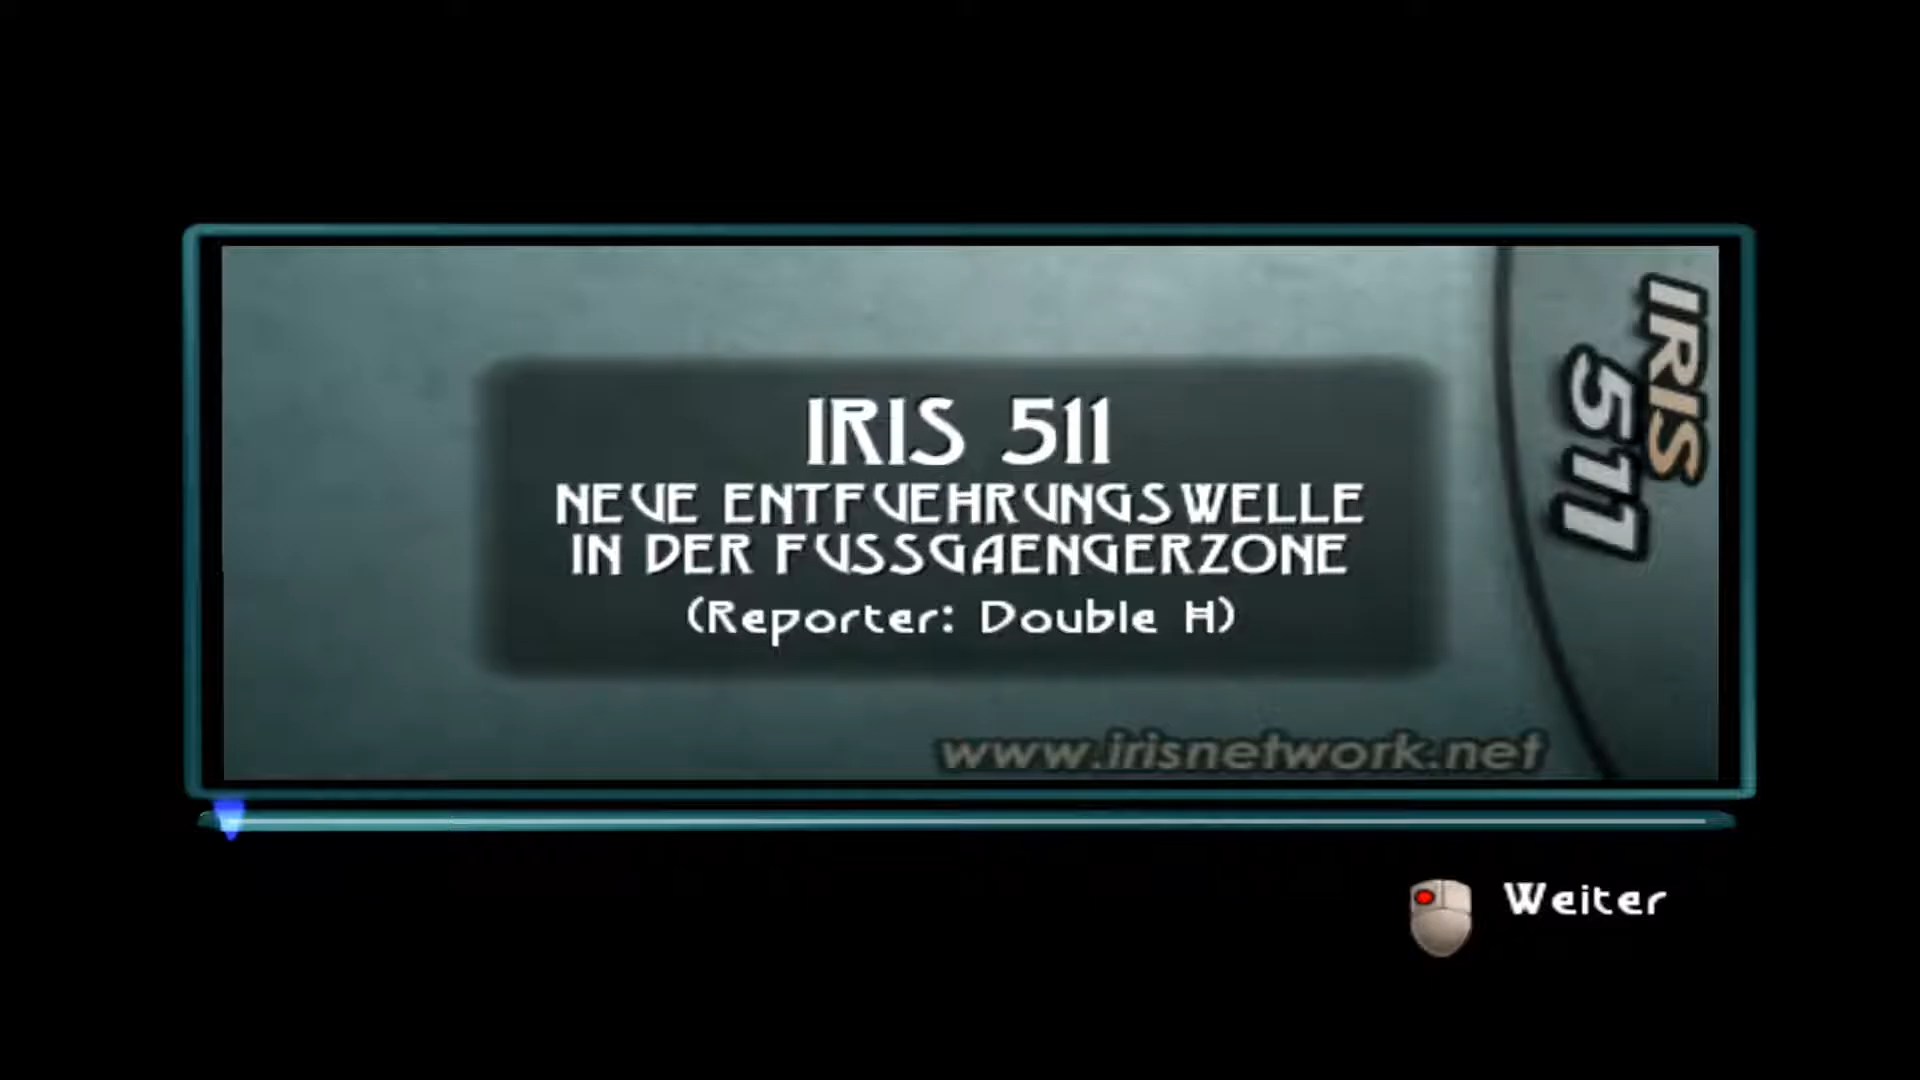 IRIS 511
NEUE ENTFUEHRUNGSWELLE
IN DER FUSSGAENGERZONE
(Reporter: Double H)
IRIS
511
www.irisnetwork.net
Weiter